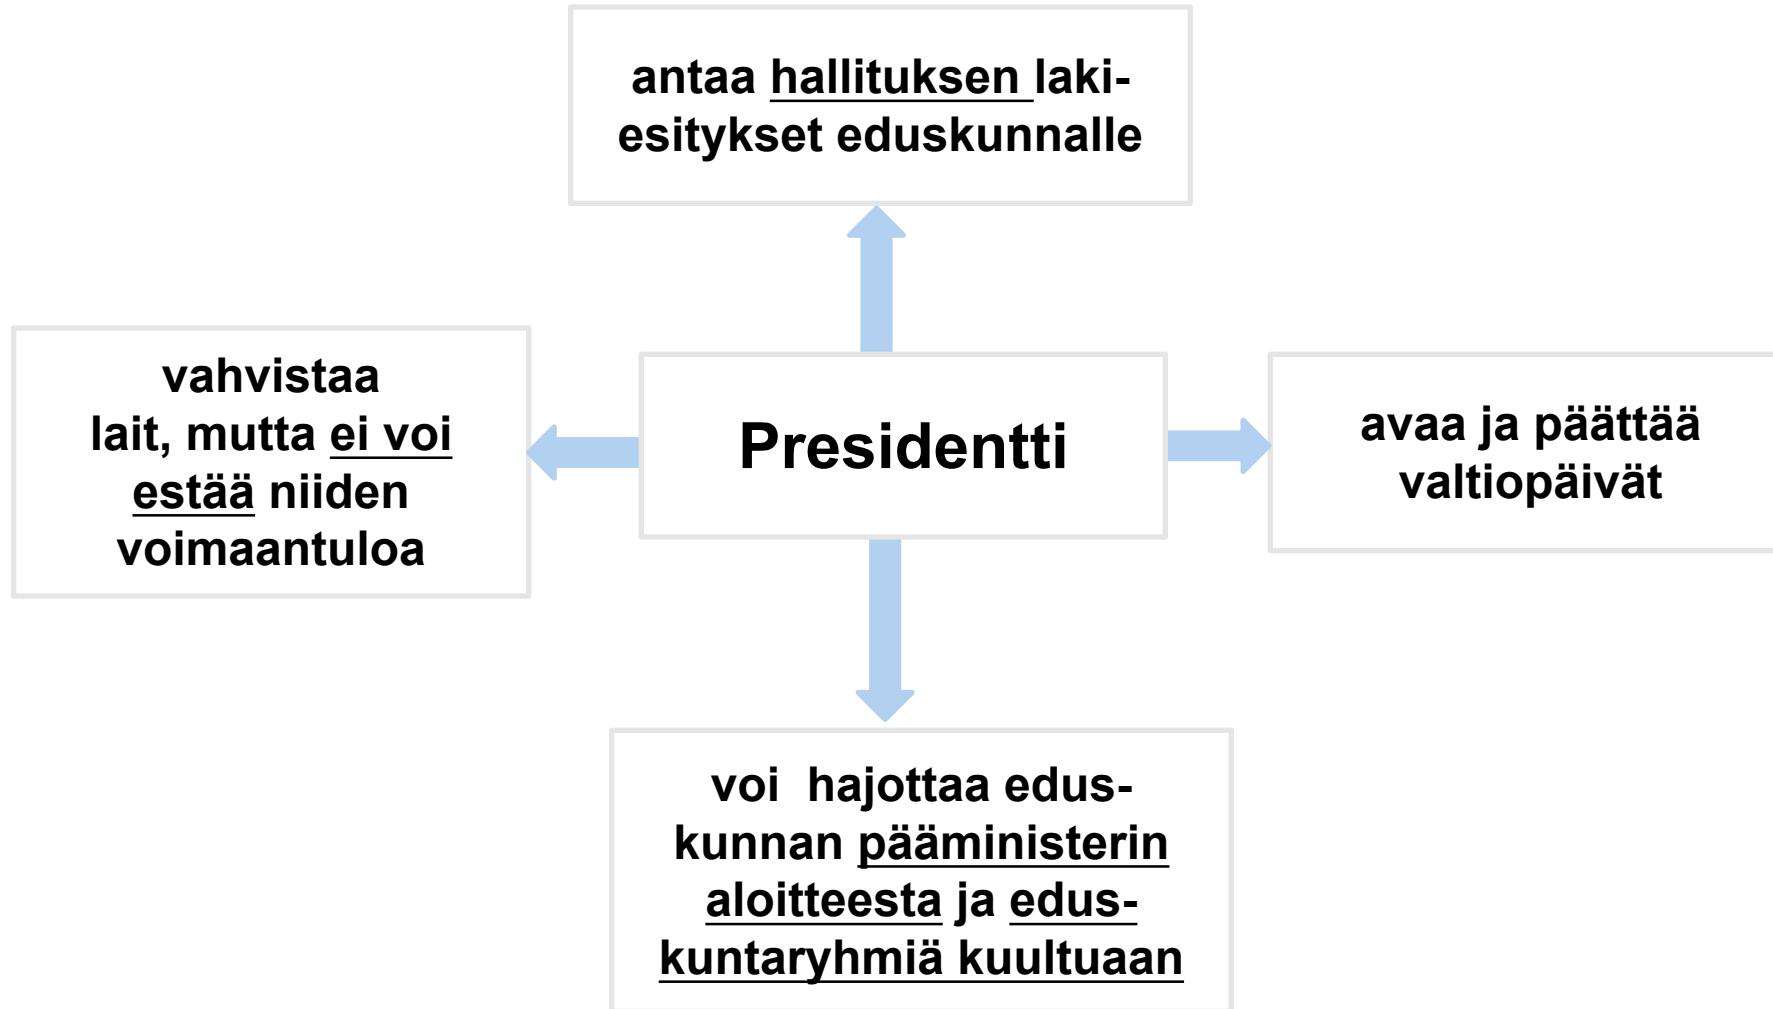 antaa hallituksen laki-
esitykset eduskunnalle
vahvistaa
lait, mutta ei voi
estää niiden
voimaantuloa
Presidentti
avaa ja päättää
valtiopäivät
voi hajottaa edus-
kunnan pääministerin
aloitteesta ja edus-
kuntaryhmiä kuultuaan